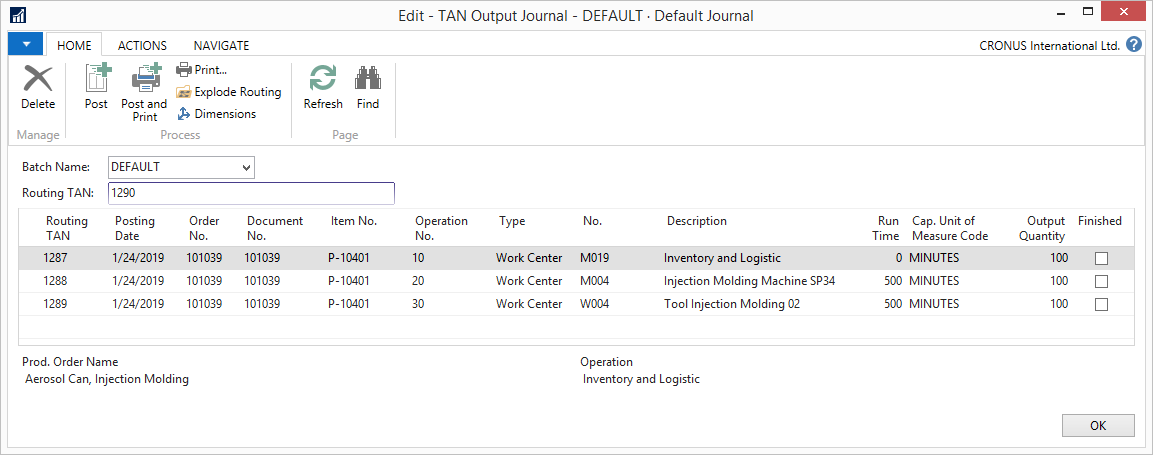 Edit - TAN Output Journal - DEFAULT · Default Journal
HOME ACTIONS NAVIGATE CRONUS International Ltd. ?
Delete
Manage
Post
Post and
Print
Print...
Explode Routing
Dimensions
Process
Refresh
Find
Page
Batch Name: DEFAULT
Routing TAN: 1290
Routing TAN Posting Date Order No. Document No. Item No. Operation No. Type No. Description Run Time Cap. Unit of Measure Code Output Quantity Finished
1287 1/24/2019 101039 101039 P-10401 10 Work Center M019 Inventory and Logistic 0 MINUTES 100
1288 1/24/2019 101039 101039 P-10401 20 Work Center M004 Injection Molding Machine SP34 500 MINUTES 100
1289 1/24/2019 101039 101039 P-10401 30 Work Center W004 Tool Injection Molding 02 500 MINUTES 100
Prod. Order Name Operation
Aerosol Can, Injection Molding Inventory and Logistic
OK